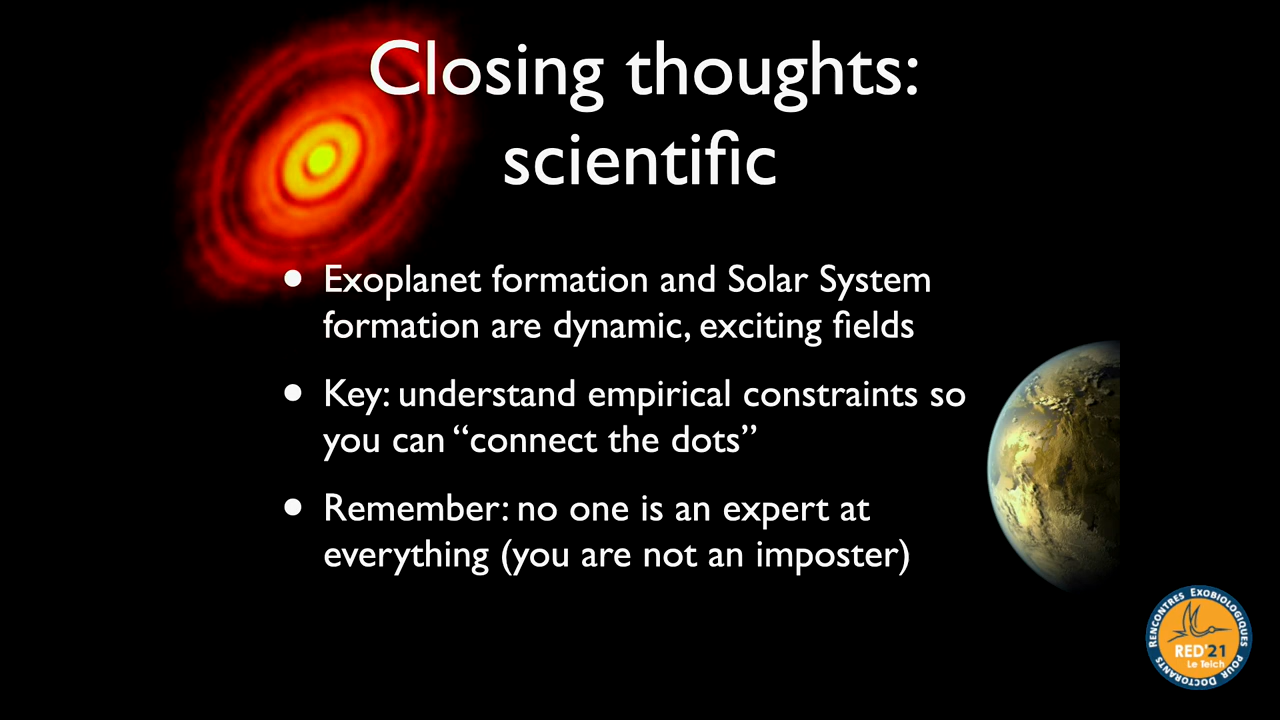 Closing thoughts:
scientific
• Exoplanet formation and Solar System
formation are dynamic, exciting fields
• Key: understand empirical constraints so
you can “connect the dots”
• Remember: no one is an expert at
everything (you are not an imposter)
RENCONTRES EXOBIOLOGIQUES POUR DOCTORANTS
RED'21
Le Teich